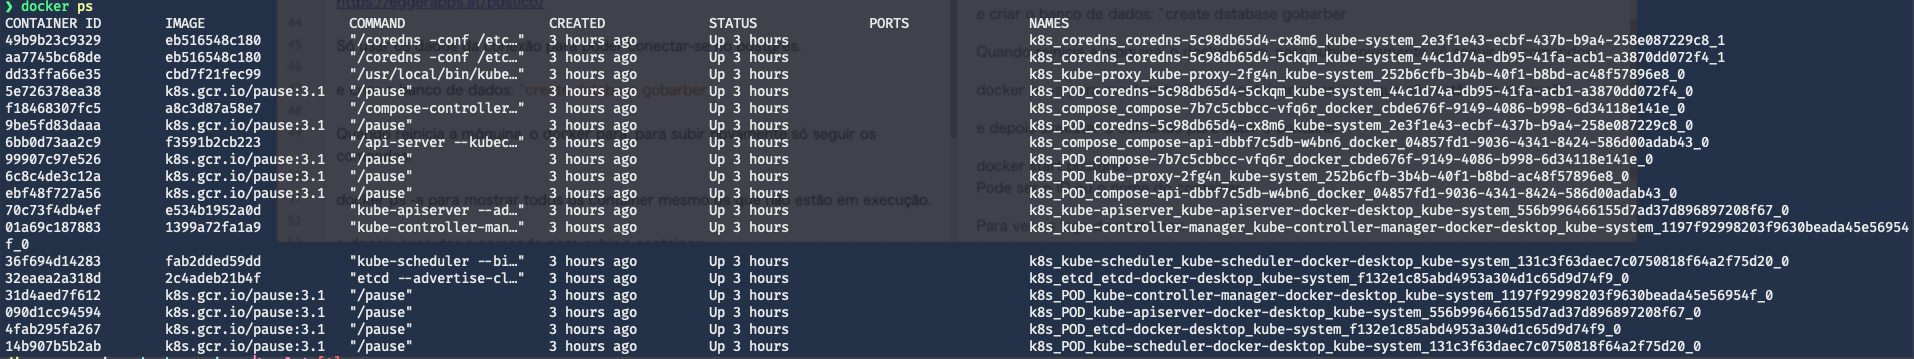 ❯ docker ps
CONTAINER ID IMAGE COMMAND CREATED STATUS PORTS NAMES
49b9b23c9329 eb516548c180 "/coredns -conf /etc…" 3 hours ago Up 3 hours k8s_coredns_coredns-5c98db65d4-cx8m6_kube-system_2e3f1e43-ecbf-437b-b9a4-258e087229c8_1
aa7745bc68de eb516548c180 "/coredns -conf /etc…" 3 hours ago Up 3 hours k8s_coredns_coredns-5c98db65d4-5ckqm_kube-system_44c1d74a-db95-41fa-acb1-a3870dd072f4_1
dd33ffa66e35 cbd7f21fec99 "/usr/local/bin/kube…" 3 hours ago Up 3 hours k8s_kube-proxy_kube-proxy-2fg4n_kube-system_252b6cfb-3b4b-40f1-b8bd-ac48f57896e8_0
5e726378ea38 k8s.gcr.io/pause:3.1 "/pause" 3 hours ago Up 3 hours k8s_POD_coredns-5c98db65d4-5ckqm_kube-system_44c1d74a-db95-41fa-acb1-a3870dd072f4_0
f18468307fc5 a8c3d87a58e7 "/compose-controller…" 3 hours ago Up 3 hours k8s_compose_compose-7b7c5cbbcc-vfq6r_docker_cbde676f-9149-4086-b998-6d34118e141e_0
9be5fd83daaa k8s.gcr.io/pause:3.1 "/pause" 3 hours ago Up 3 hours k8s_POD_coredns-5c98db65d4-cx8m6_kube-system_2e3f1e43-ecbf-437b-b9a4-258e087229c8_0
6bb0d73aa2c9 f3591b2cb223 "/api-server --kubec…" 3 hours ago Up 3 hours k8s_compose_compose-api-dbbf7c5db-w4bn6_docker_04857fd1-9036-4341-8424-586d00adab43_0
99907c97e526 k8s.gcr.io/pause:3.1 "/pause" 3 hours ago Up 3 hours k8s_POD_compose-7b7c5cbbcc-vfq6r_docker_cbde676f-9149-4086-b998-6d34118e141e_0
6c8c4de3c12a k8s.gcr.io/pause:3.1 "/pause" 3 hours ago Up 3 hours k8s_POD_kube-proxy-2fg4n_kube-system_252b6cfb-3b4b-40f1-b8bd-ac48f57896e8_0
ebf48f727a56 k8s.gcr.io/pause:3.1 "/pause" 3 hours ago Up 3 hours k8s_POD_compose-api-dbbf7c5db-w4bn6_docker_04857fd1-9036-4341-8424-586d00adab43_0
70c73f4db4ef e534b1952a0d "kube-apiserver --ad…" 3 hours ago Up 3 hours k8s_kube-apiserver_kube-apiserver-docker-desktop_kube-system_556b996466155d7ad37d896897208f67_0
01a69c187883 1399a72fa1a9 "kube-controller-man…" 3 hours ago Up 3 hours k8s_kube-controller-manager_kube-controller-manager-docker-desktop_kube-system_1197f92998203f9630beada45e56954
f_0
36f694d14283 fab2dded59dd "kube-scheduler --bi…" 3 hours ago Up 3 hours k8s_kube-scheduler_kube-scheduler-docker-desktop_kube-system_131c3f63daec7c0750818f64a2f75d20_0
32eaea2a318d 2c4adeb21b4f "etcd --advertise-cl…" 3 hours ago Up 3 hours k8s_etcd_etcd-docker-desktop_kube-system_f132e1c85abd4953a304d1c65d9d74f9_0
31d4aed7f612 k8s.gcr.io/pause:3.1 "/pause" 3 hours ago Up 3 hours k8s_POD_kube-controller-manager-docker-desktop_kube-system_1197f92998203f9630beada45e56954f_0
090d1cc94594 k8s.gcr.io/pause:3.1 "/pause" 3 hours ago Up 3 hours k8s_POD_kube-apiserver-docker-desktop_kube-system_556b996466155d7ad37d896897208f67_0
4fab295fa267 k8s.gcr.io/pause:3.1 "/pause" 3 hours ago Up 3 hours k8s_POD_etcd-docker-desktop_kube-system_f132e1c85abd4953a304d1c65d9d74f9_0
14b907b5b2ab k8s.gcr.io/pause:3.1 "/pause" 3 hours ago Up 3 hours k8s_POD_kube-scheduler-docker-desktop_kube-system_131c3f63daec7c0750818f64a2f75d20_0